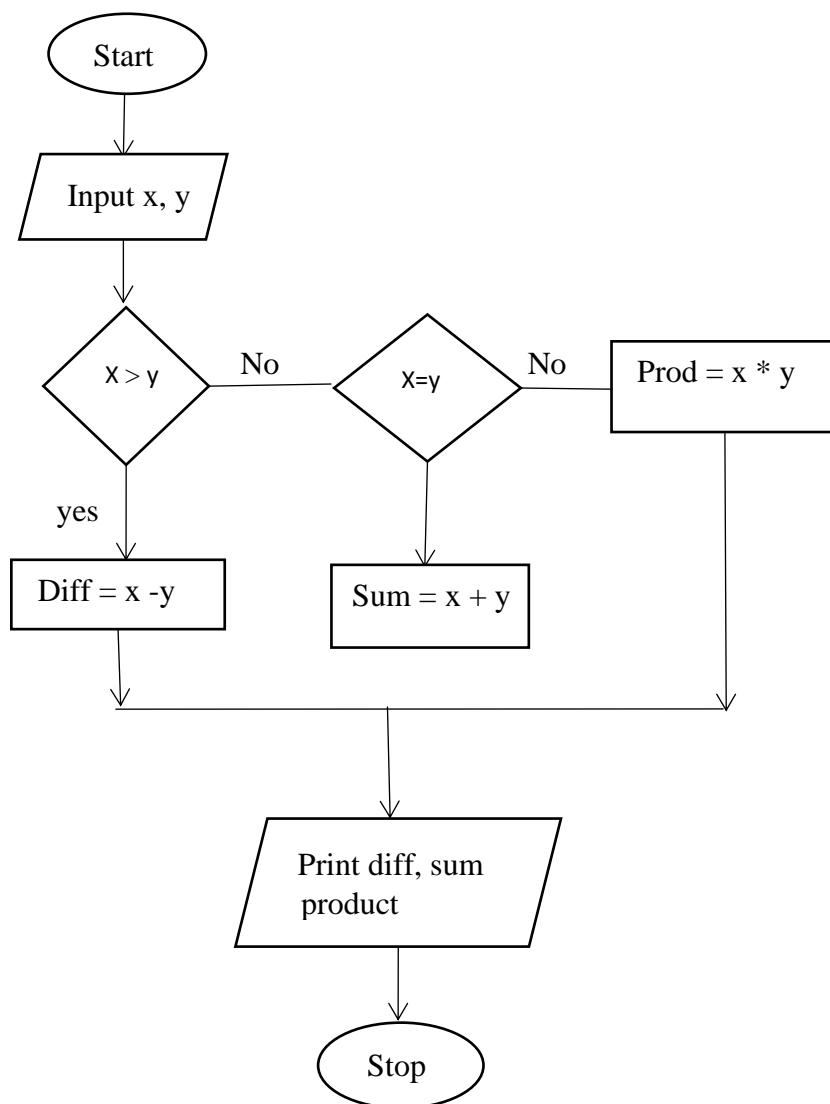 Start
Input x, y
X > y
No
X=y
No
Prod = x * y
yes
Diff = x -y
Sum = x + y
Print diff, sum
product
Stop